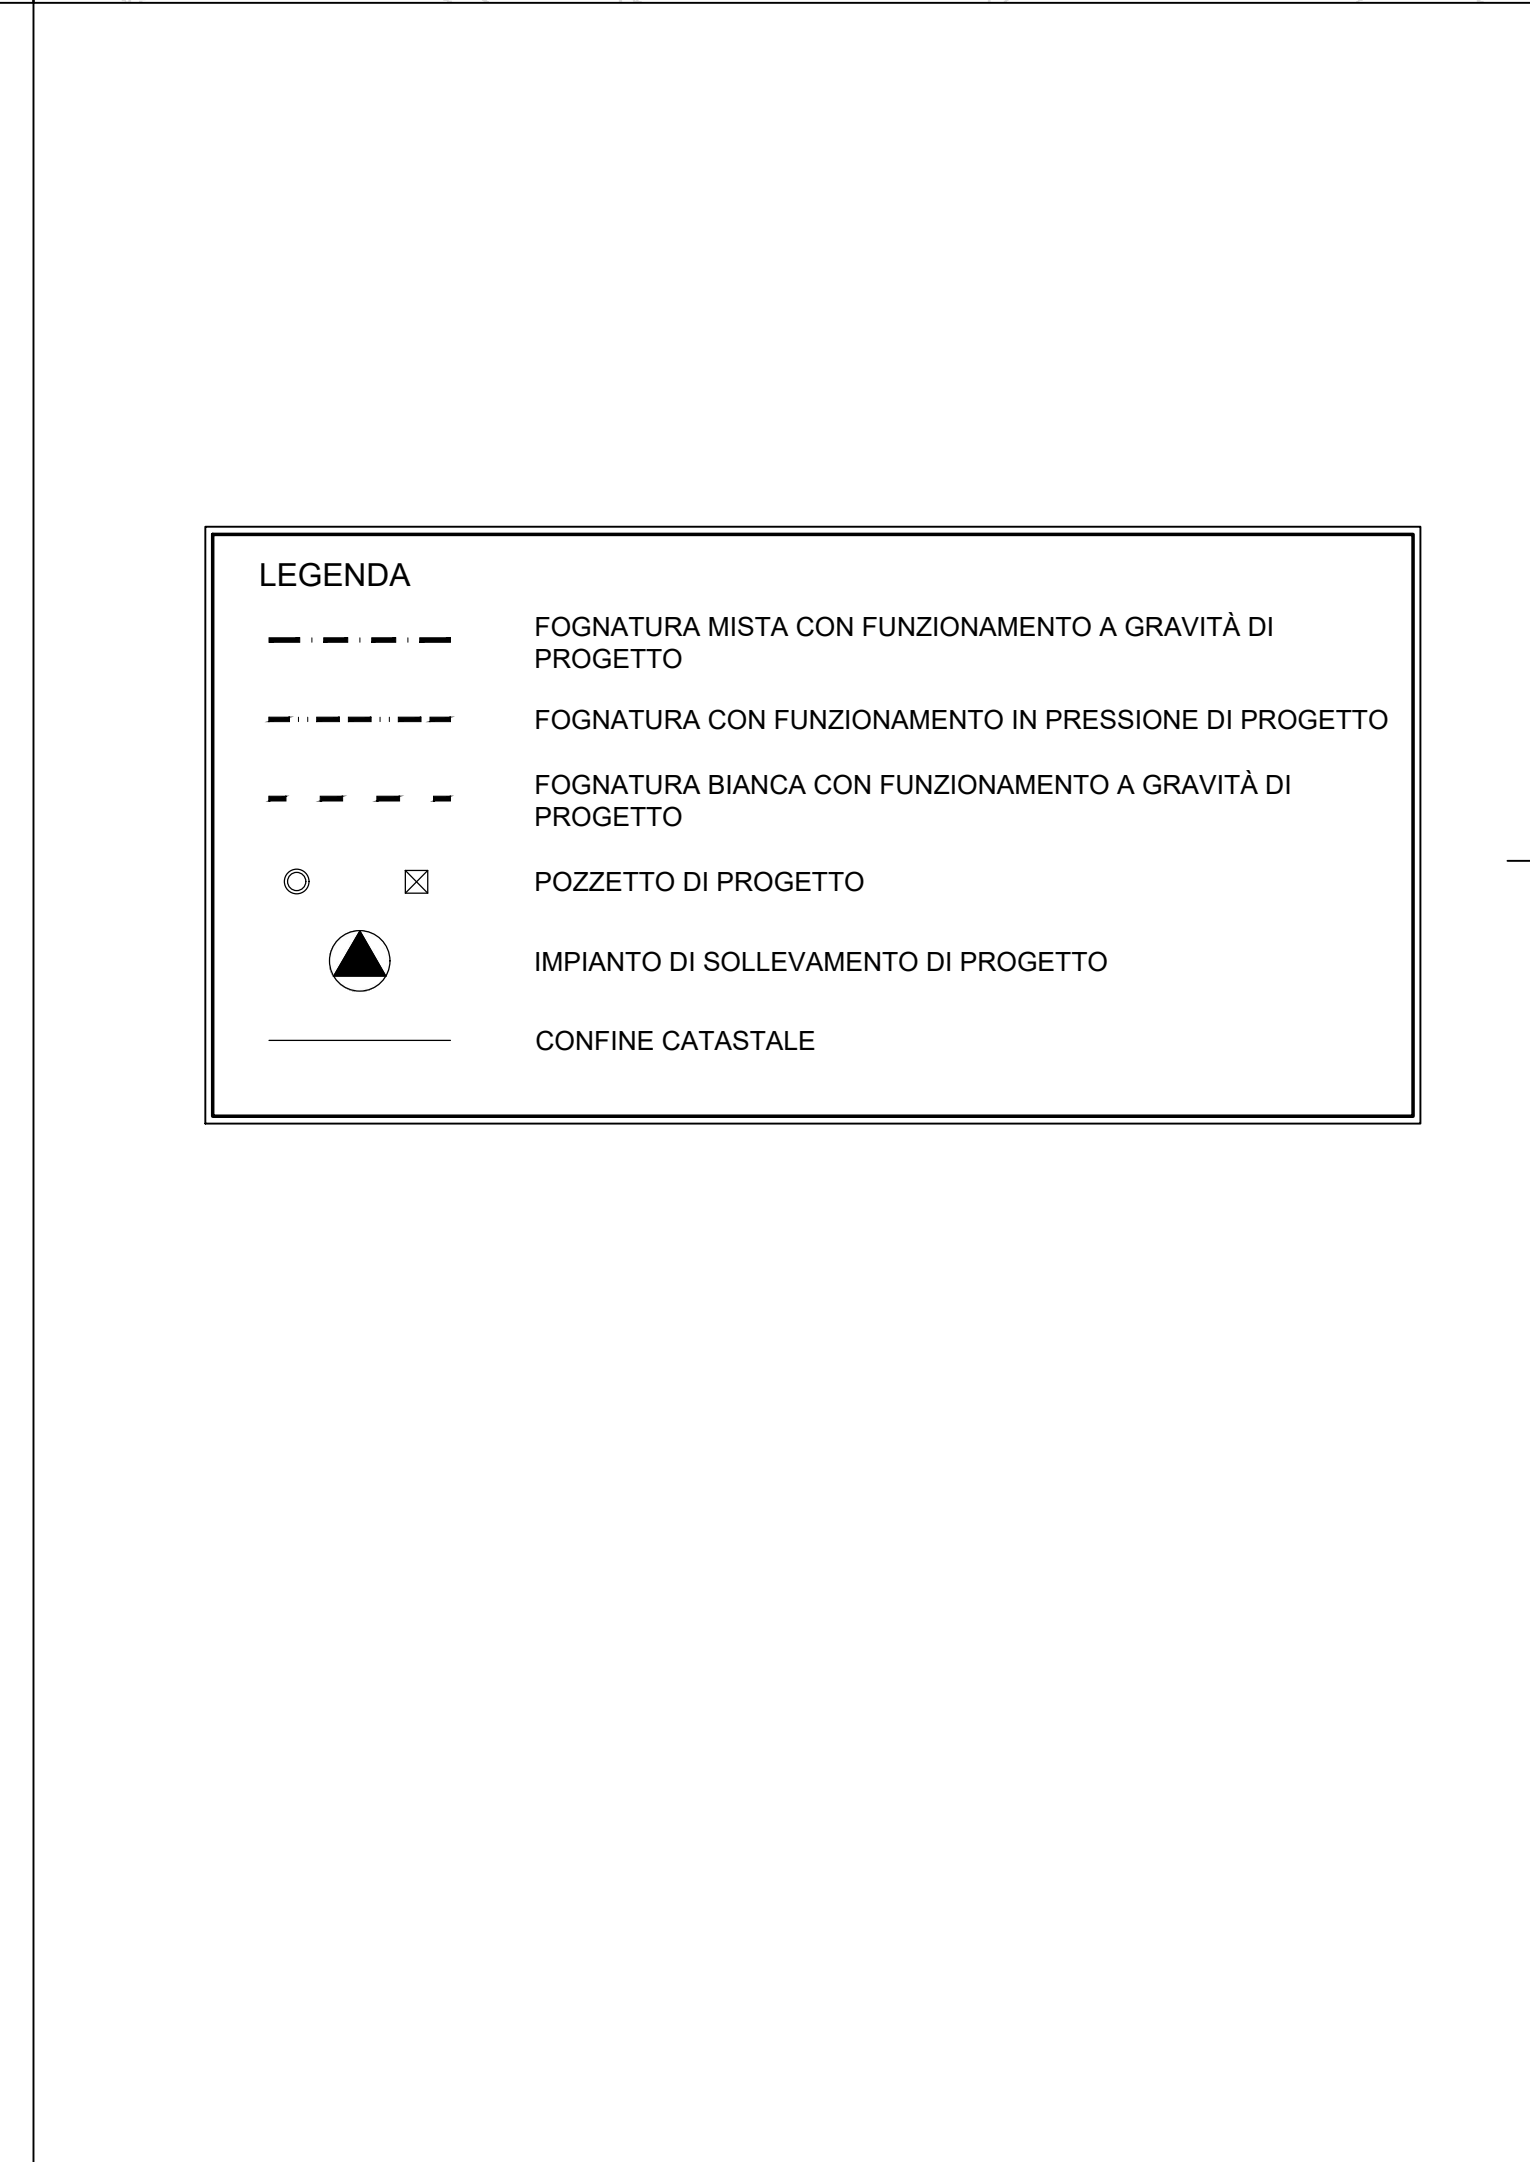 LEGENDA
FOGNATURA MISTA CON FUNZIONAMENTO A GRAVITÀ DI
PROGETTO
FOGNATURA CON FUNZIONAMENTO IN PRESSIONE DI PROGETTO
FOGNATURA BIANCA CON FUNZIONAMENTO A GRAVITÀ DI
PROGETTO
POZZETTO DI PROGETTO
IMPIANTO DI SOLLEVAMENTO DI PROGETTO
CONFINE CATASTALE